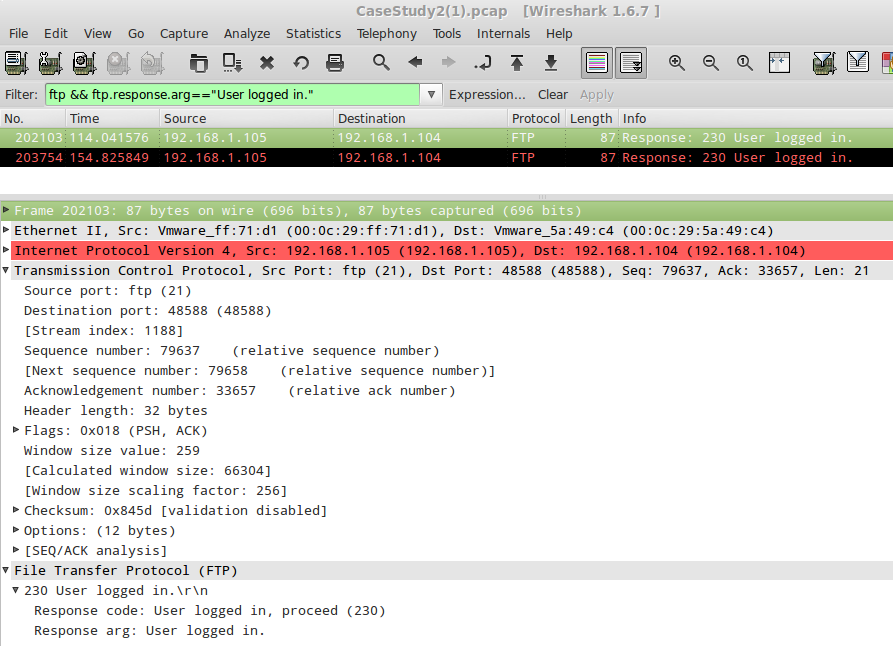 CaseStudy2(1).pcap [Wireshark 1.6.7 ]
File Edit View Go Capture Analyze Statistics Telephony Tools Internals Help
Filter: ftp && ftp.response.arg=="User logged in." Expression... Clear Apply
No. Time Source Destination Protocol Length Info
202103 114.041576 192.168.1.105 192.168.1.104 FTP 87 Response: 230 User logged in.
203754 154.825849 192.168.1.105 192.168.1.104 FTP 87 Response: 230 User logged in.
Frame 202103: 87 bytes on wire (696 bits), 87 bytes captured (696 bits)
Ethernet II, Src: Vmware_ff:71:d1 (00:0c:29:ff:71:d1), Dst: Vmware_5a:49:c4 (00:0c:29:5a:49:c4)
Internet Protocol Version 4, Src: 192.168.1.105 (192.168.1.105), Dst: 192.168.1.104 (192.168.1.104)
Transmission Control Protocol, Src Port: ftp (21), Dst Port: 48588 (48588), Seq: 79637, Ack: 33657, Len: 21
Source port: ftp (21)
Destination port: 48588 (48588)
[Stream index: 1188]
Sequence number: 79637 (relative sequence number)
[Next sequence number: 79658 (relative sequence number)]
Acknowledgement number: 33657 (relative ack number)
Header length: 32 bytes
Flags: 0x018 (PSH, ACK)
Window size value: 259
[Calculated window size: 66304]
[Window size scaling factor: 256]
Checksum: 0x845d [validation disabled]
Options: (12 bytes)
[SEQ/ACK analysis]
File Transfer Protocol (FTP)
230 User logged in.\r\n
Response code: User logged in, proceed (230)
Response arg: User logged in.